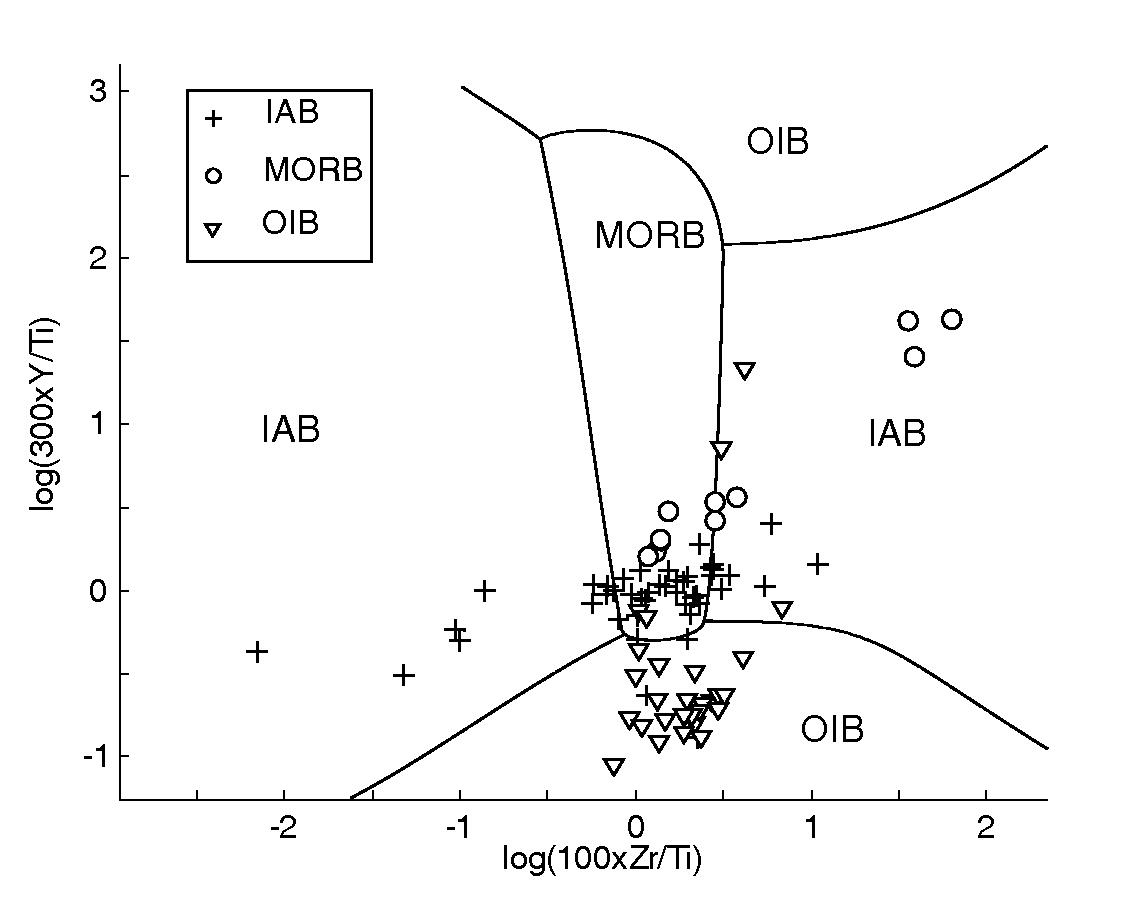 3
IAB
OIB
MORB
OIB
MORB
2
log(300xY/Ti)
IAB
IAB
1
0
OIB
-1
-2
-1
0
1
2
log(100xZr/Ti)